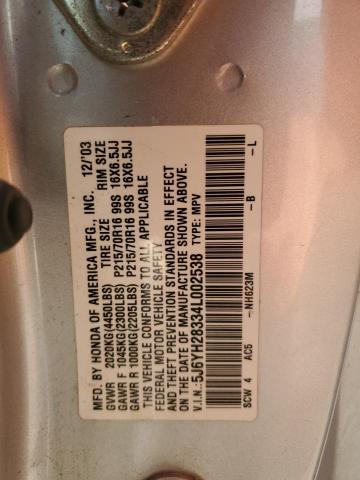 MFD. BY HONDA OF AMERICA MFG., INC. 12/'03
TIRE SIZE RIM SIZE
GVWR 2020KG(4450LBS) P215/70R16 99S 16X6.5JJ
GAWR F 1045KG(2300LBS) P215/70R16 99S 16X6.5JJ
GAWR R 1000KG(2205LBS)
THIS VEHICLE CONFORMS TO ALL APPLICABLE
FEDERAL MOTOR VEHICLE SAFETY
AND THEFT PREVENTION STANDARDS IN EFFECT
ON THE DATE OF MANUFACTURE SHOWN ABOVE.
V.I.N.: 5J6YH28334L002538 TYPE: MPV
SCW 4 AC5 -NH623M -B -L